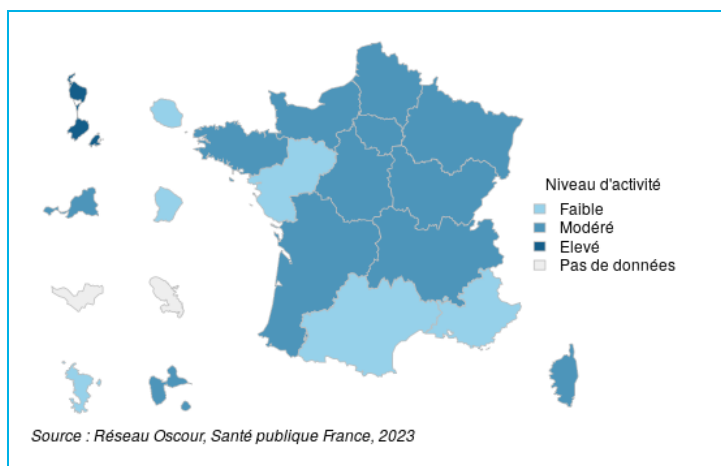 Niveau d'activité
Faible
Modéré
Elevé
Pas de données
Source : Réseau Oscour, Santé publique France, 2023